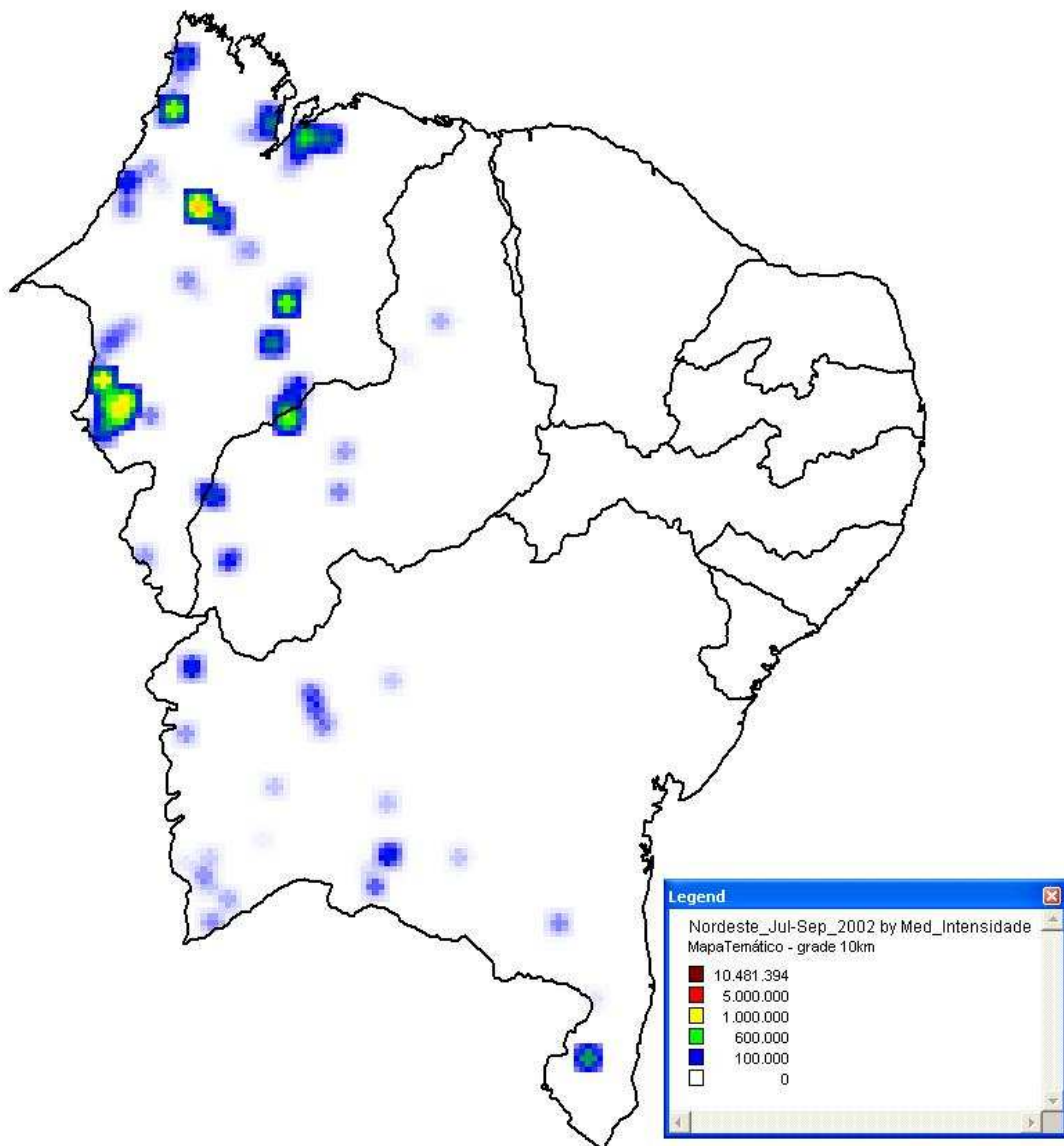 Legend
Nordeste_Jul-Sep_2002 by Med_Intensidade
MapaTemático - grade 10km
10.481.394
5.000.000
1.000.000
600.000
100.000
0